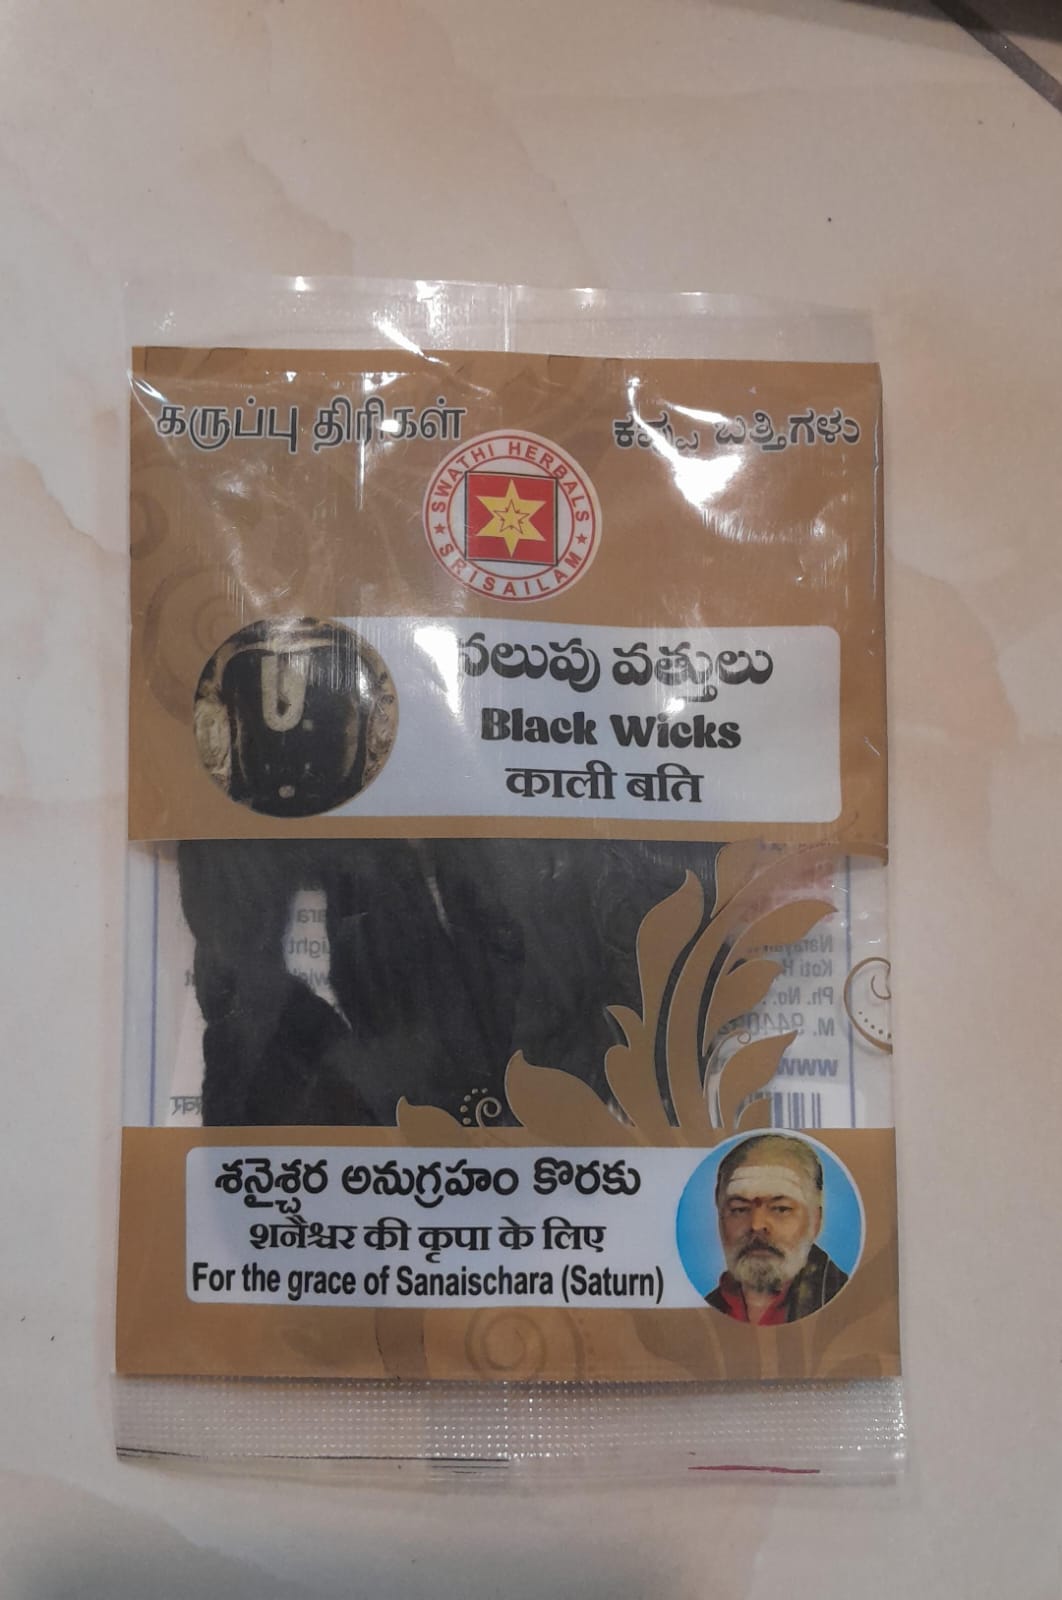 கருப்பு திரிகள்
ಕಪ್ಪು ಬತ್ತಿಗಳು
SWATHI HERBALS
SRISAILAM
నలుపు వత్తులు
Black Wicks
काली बति
శనైశ్చర అనుగ్రహం కొరకు
शनैश्चर की कृपा के लिए
For the grace of Sanaischara (Saturn)